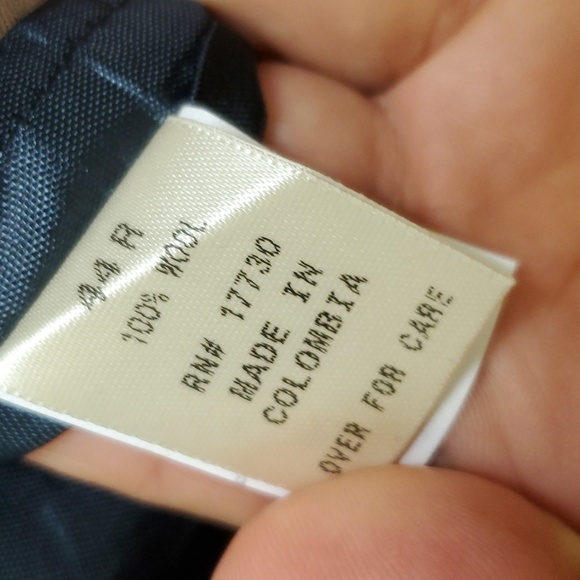 44 R
100% WOOL
RN# 17730
MADE IN
COLOMBIA
OVER FOR CARE